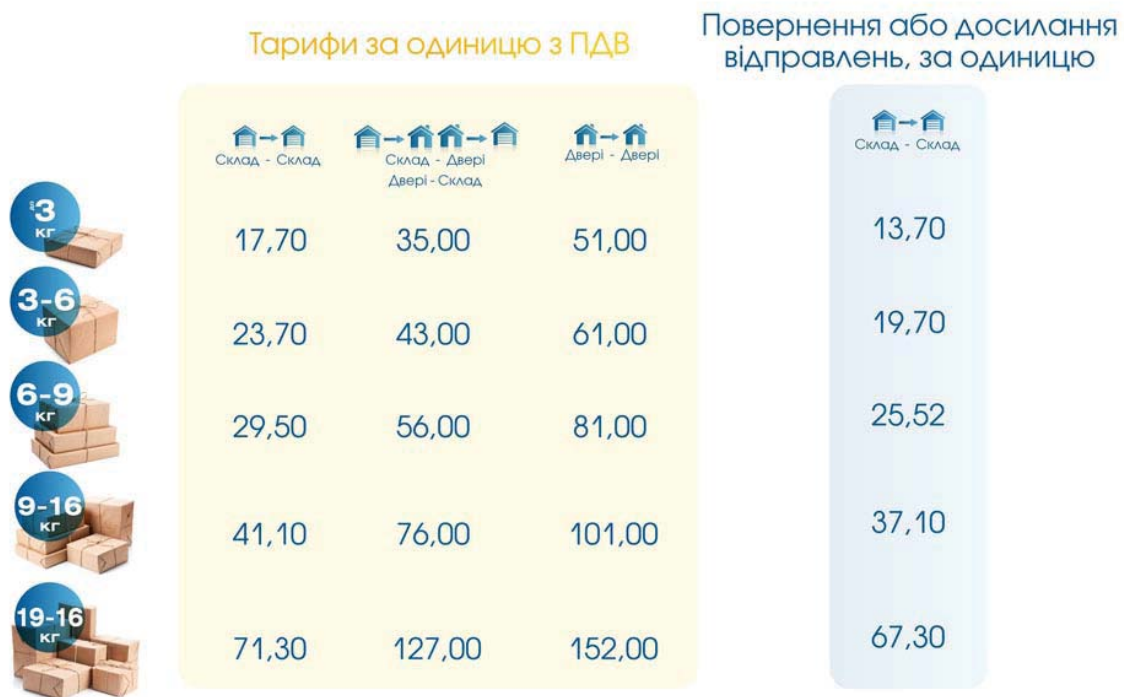 Тарифи за одиницю з ПДВ
Повернення або досилання
відправлень, за одиницю
Склад - Склад
Склад - Двері
Двері - Склад
Двері - Двері
Склад - Склад
до 3
кг
17,70 35,00 51,00 13,70
3-6
кг
23,70 43,00 61,00 19,70
6-9
кг
29,50 56,00 81,00 25,52
9-16
кг
41,10 76,00 101,00 37,10
19-16
кг
71,30 127,00 152,00 67,30